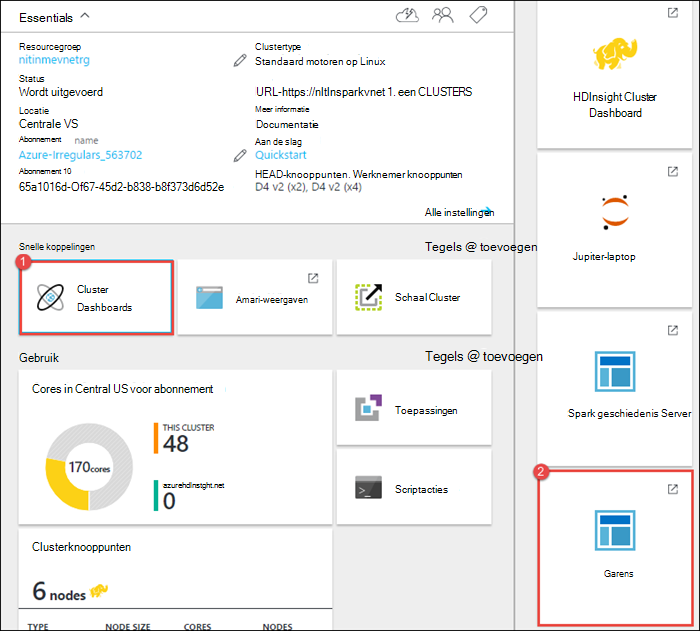 Essentials
Resourcegroep
nitinmevnetrg
Status
Wordt uitgevoerd
Locatie
Centrale VS
Abonnement name
Azure-Irregulars_563702
Abonnement 10
65a1016d-Of67-45d2-b838-b8f373d6d52e
Clustertype
Standaard motoren op Linux
URL-https://nltlnsparkvnet 1. een CLUSTERS
Meer informatie
Documentatie
Aan de slag
Quickstart
HEAD-knooppunten. Werknemer knooppunten
D4 v2 (x2), D4 v2 (x4)
Alle instellingen
Snelle koppelingen
Tegels @ toevoegen
1
Cluster
Dashboards
Amari-weergaven
Schaal Cluster
Gebruik
Tegels @ toevoegen
Cores in Central US voor abonnement
170cores
THIS CLUSTER
48
azurehdInstght.net
0
Toepassingen
Scriptacties
Clusterknooppunten
6 nodes
TYPE NODE SIZE CORES NODES
HDInsight Cluster
Dashboard
Jupiter-laptop
Spark geschiedenis Server
2
Garens